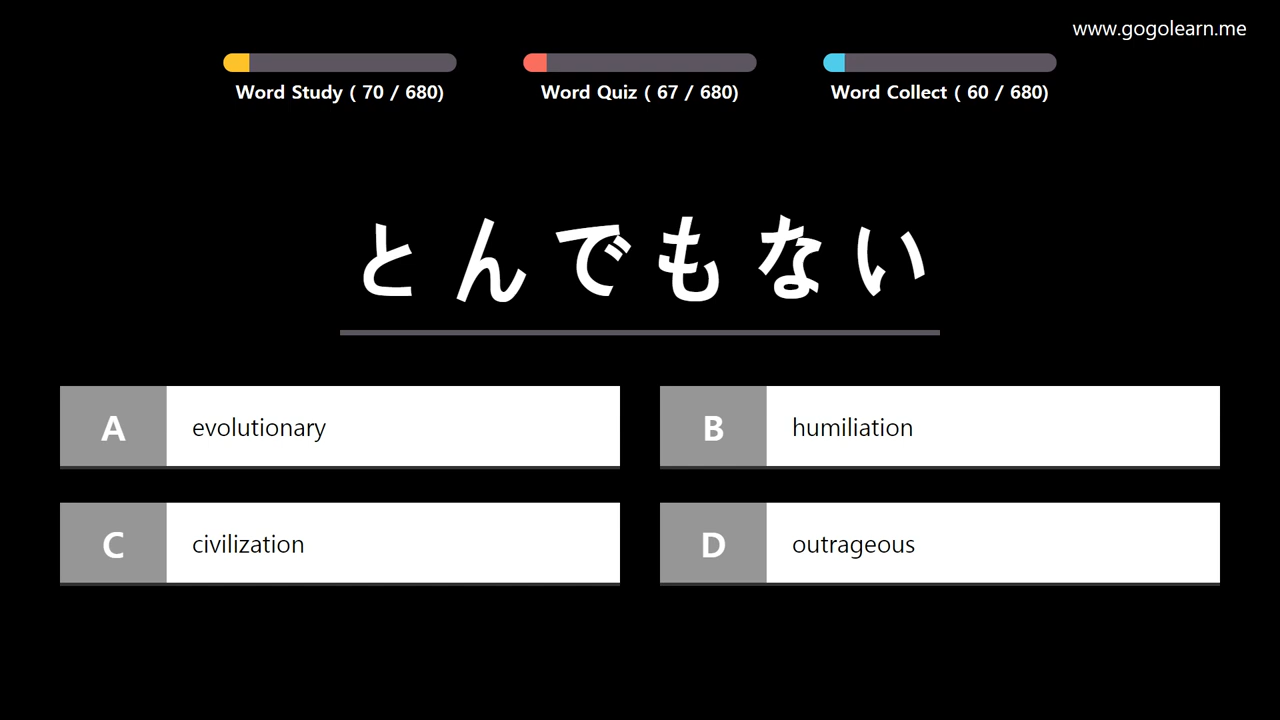 www.gogolearn.me
Word Study ( 70 / 680)
Word Quiz ( 67 / 680)
Word Collect ( 60 / 680)
とんでもない
A evolutionary
B humiliation
C civilization
D outrageous